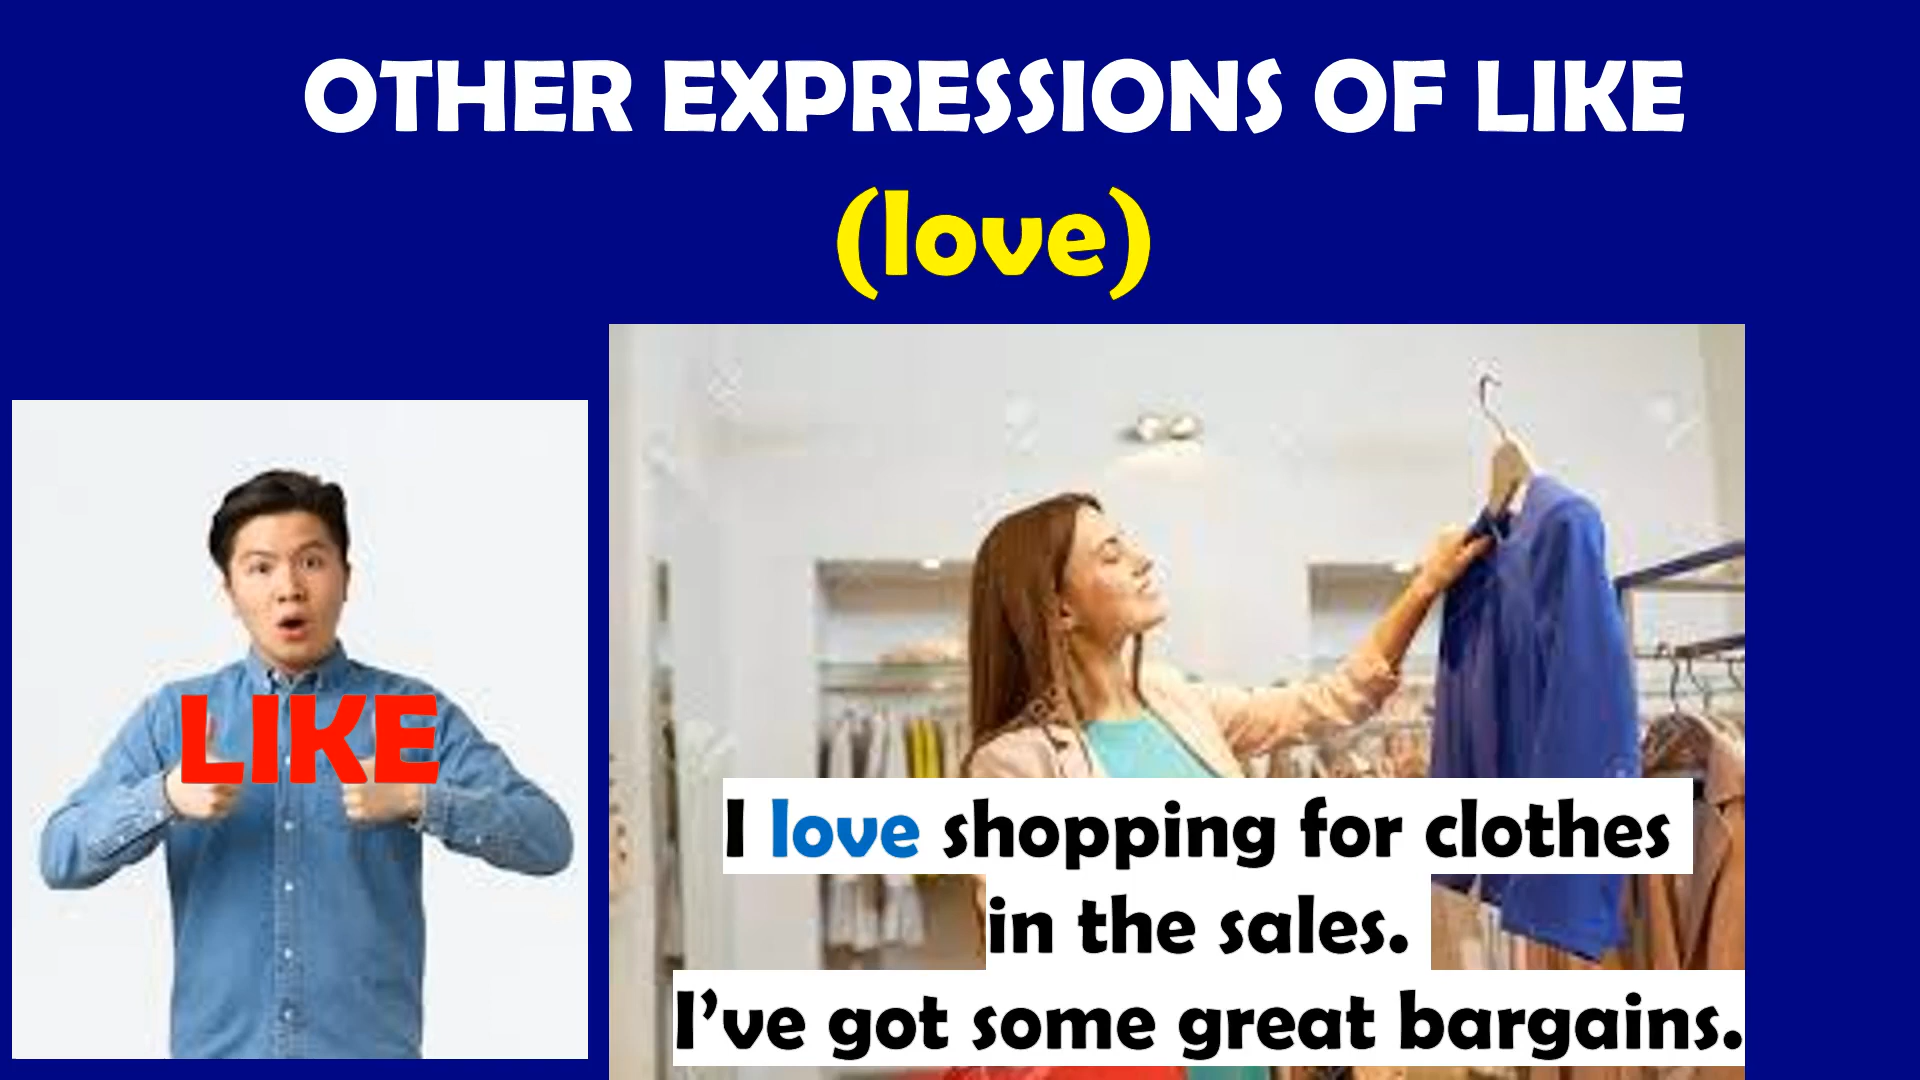 OTHER EXPRESSIONS OF LIKE
(love)
LIKE
I love shopping for clothes
in the sales.
I’ve got some great bargains.